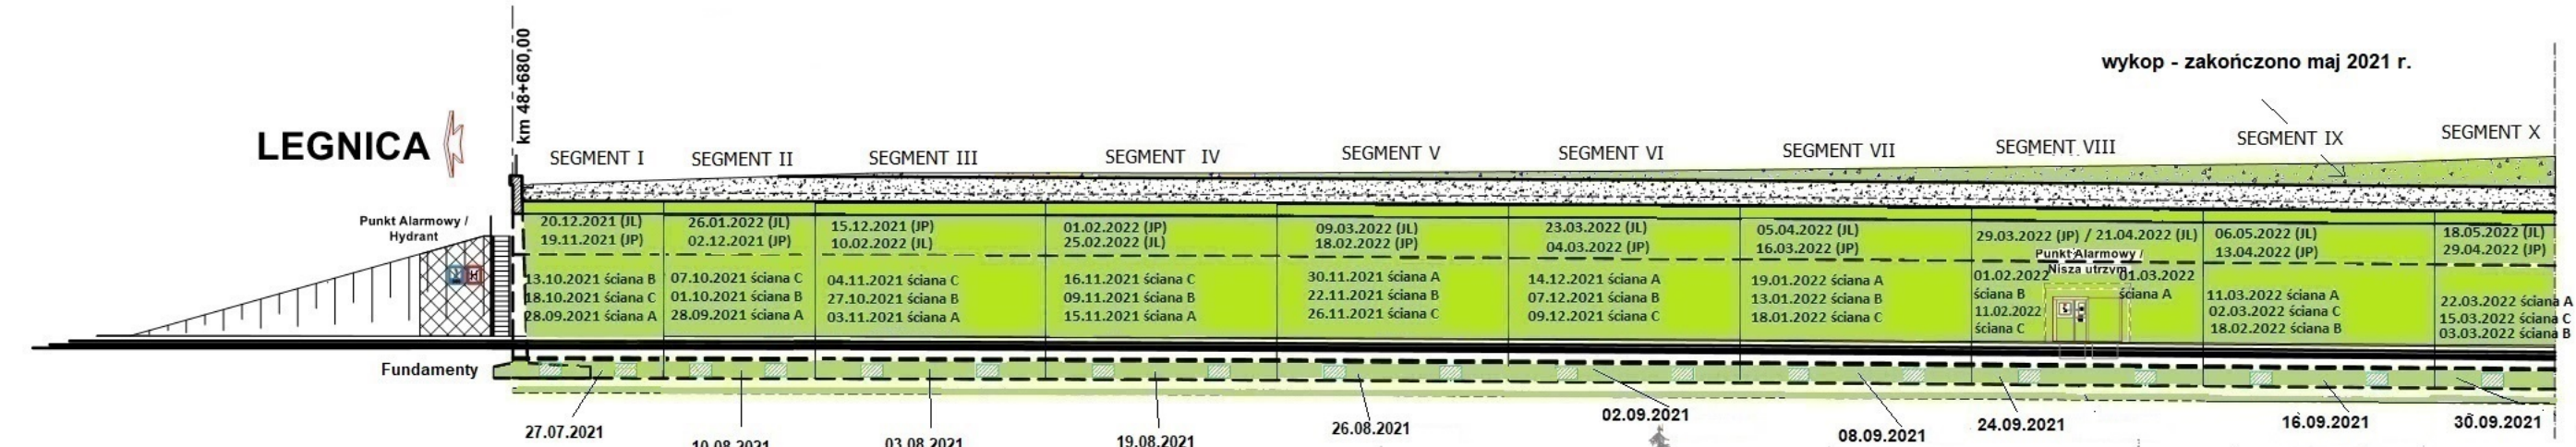 km 48+680,00
wykop - zakończono maj 2021 r.
LEGNICA
SEGMENT I
SEGMENT II
SEGMENT III
SEGMENT IV
SEGMENT V
SEGMENT VI
SEGMENT VII
SEGMENT VIII
SEGMENT IX
SEGMENT X
Punkt Alarmowy /
Hydrant
20.12.2021 (JL)
19.11.2021 (JP)
13.10.2021 ściana B
18.10.2021 ściana C
28.09.2021 ściana A
26.01.2022 (JL)
02.12.2021 (JP)
07.10.2021 ściana C
01.10.2021 ściana B
28.09.2021 ściana A
15.12.2021 (JP)
10.02.2022 (JL)
04.11.2021 ściana C
27.10.2021 ściana B
03.11.2021 ściana A
01.02.2022 (JP)
25.02.2022 (JL)
16.11.2021 ściana C
09.11.2021 ściana B
15.11.2021 ściana A
09.03.2022 (JL)
18.02.2022 (JP)
30.11.2021 ściana A
22.11.2021 ściana B
26.11.2021 ściana C
23.03.2022 (JL)
04.03.2022 (JP)
14.12.2021 ściana A
07.12.2021 ściana B
09.12.2021 ściana C
05.04.2022 (JL)
16.03.2022 (JP)
19.01.2022 ściana A
13.01.2022 ściana B
18.01.2022 ściana C
29.03.2022 (JP) / 21.04.2022 (JL)
Punkt Alarmowy /
Nisza utrzym.
01.02.2022
ściana B
11.02.2022
ściana C
01.03.2022
ściana A
06.05.2022 (JL)
13.04.2022 (JP)
11.03.2022 ściana A
02.03.2022 ściana C
18.02.2022 ściana B
18.05.2022 (JL)
29.04.2022 (JP)
22.03.2022 ściana A
15.03.2022 ściana C
03.03.2022 ściana B
Fundamenty
27.07.2021
10.08.2021
03.08.2021
19.08.2021
26.08.2021
02.09.2021
08.09.2021
24.09.2021
16.09.2021
30.09.2021